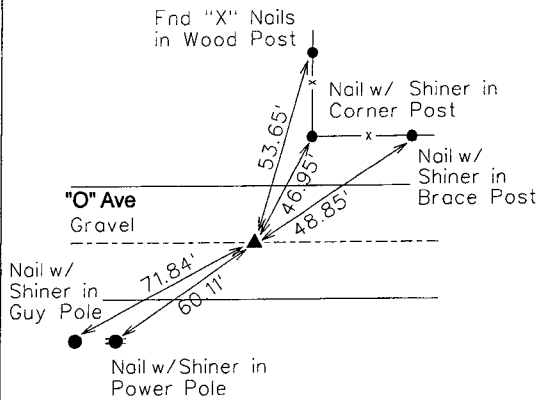 Fnd "X" Nails
in Wood Post
x
Nail w/ Shiner in
Corner Post
x
53.65'
46.95'
48.85'
Nail w/
Shiner in
Brace Post
"O" Ave
Gravel
71.84'
60.11'
Nail w/
Shiner in
Guy Pole
Nail w/Shiner in
Power Pole